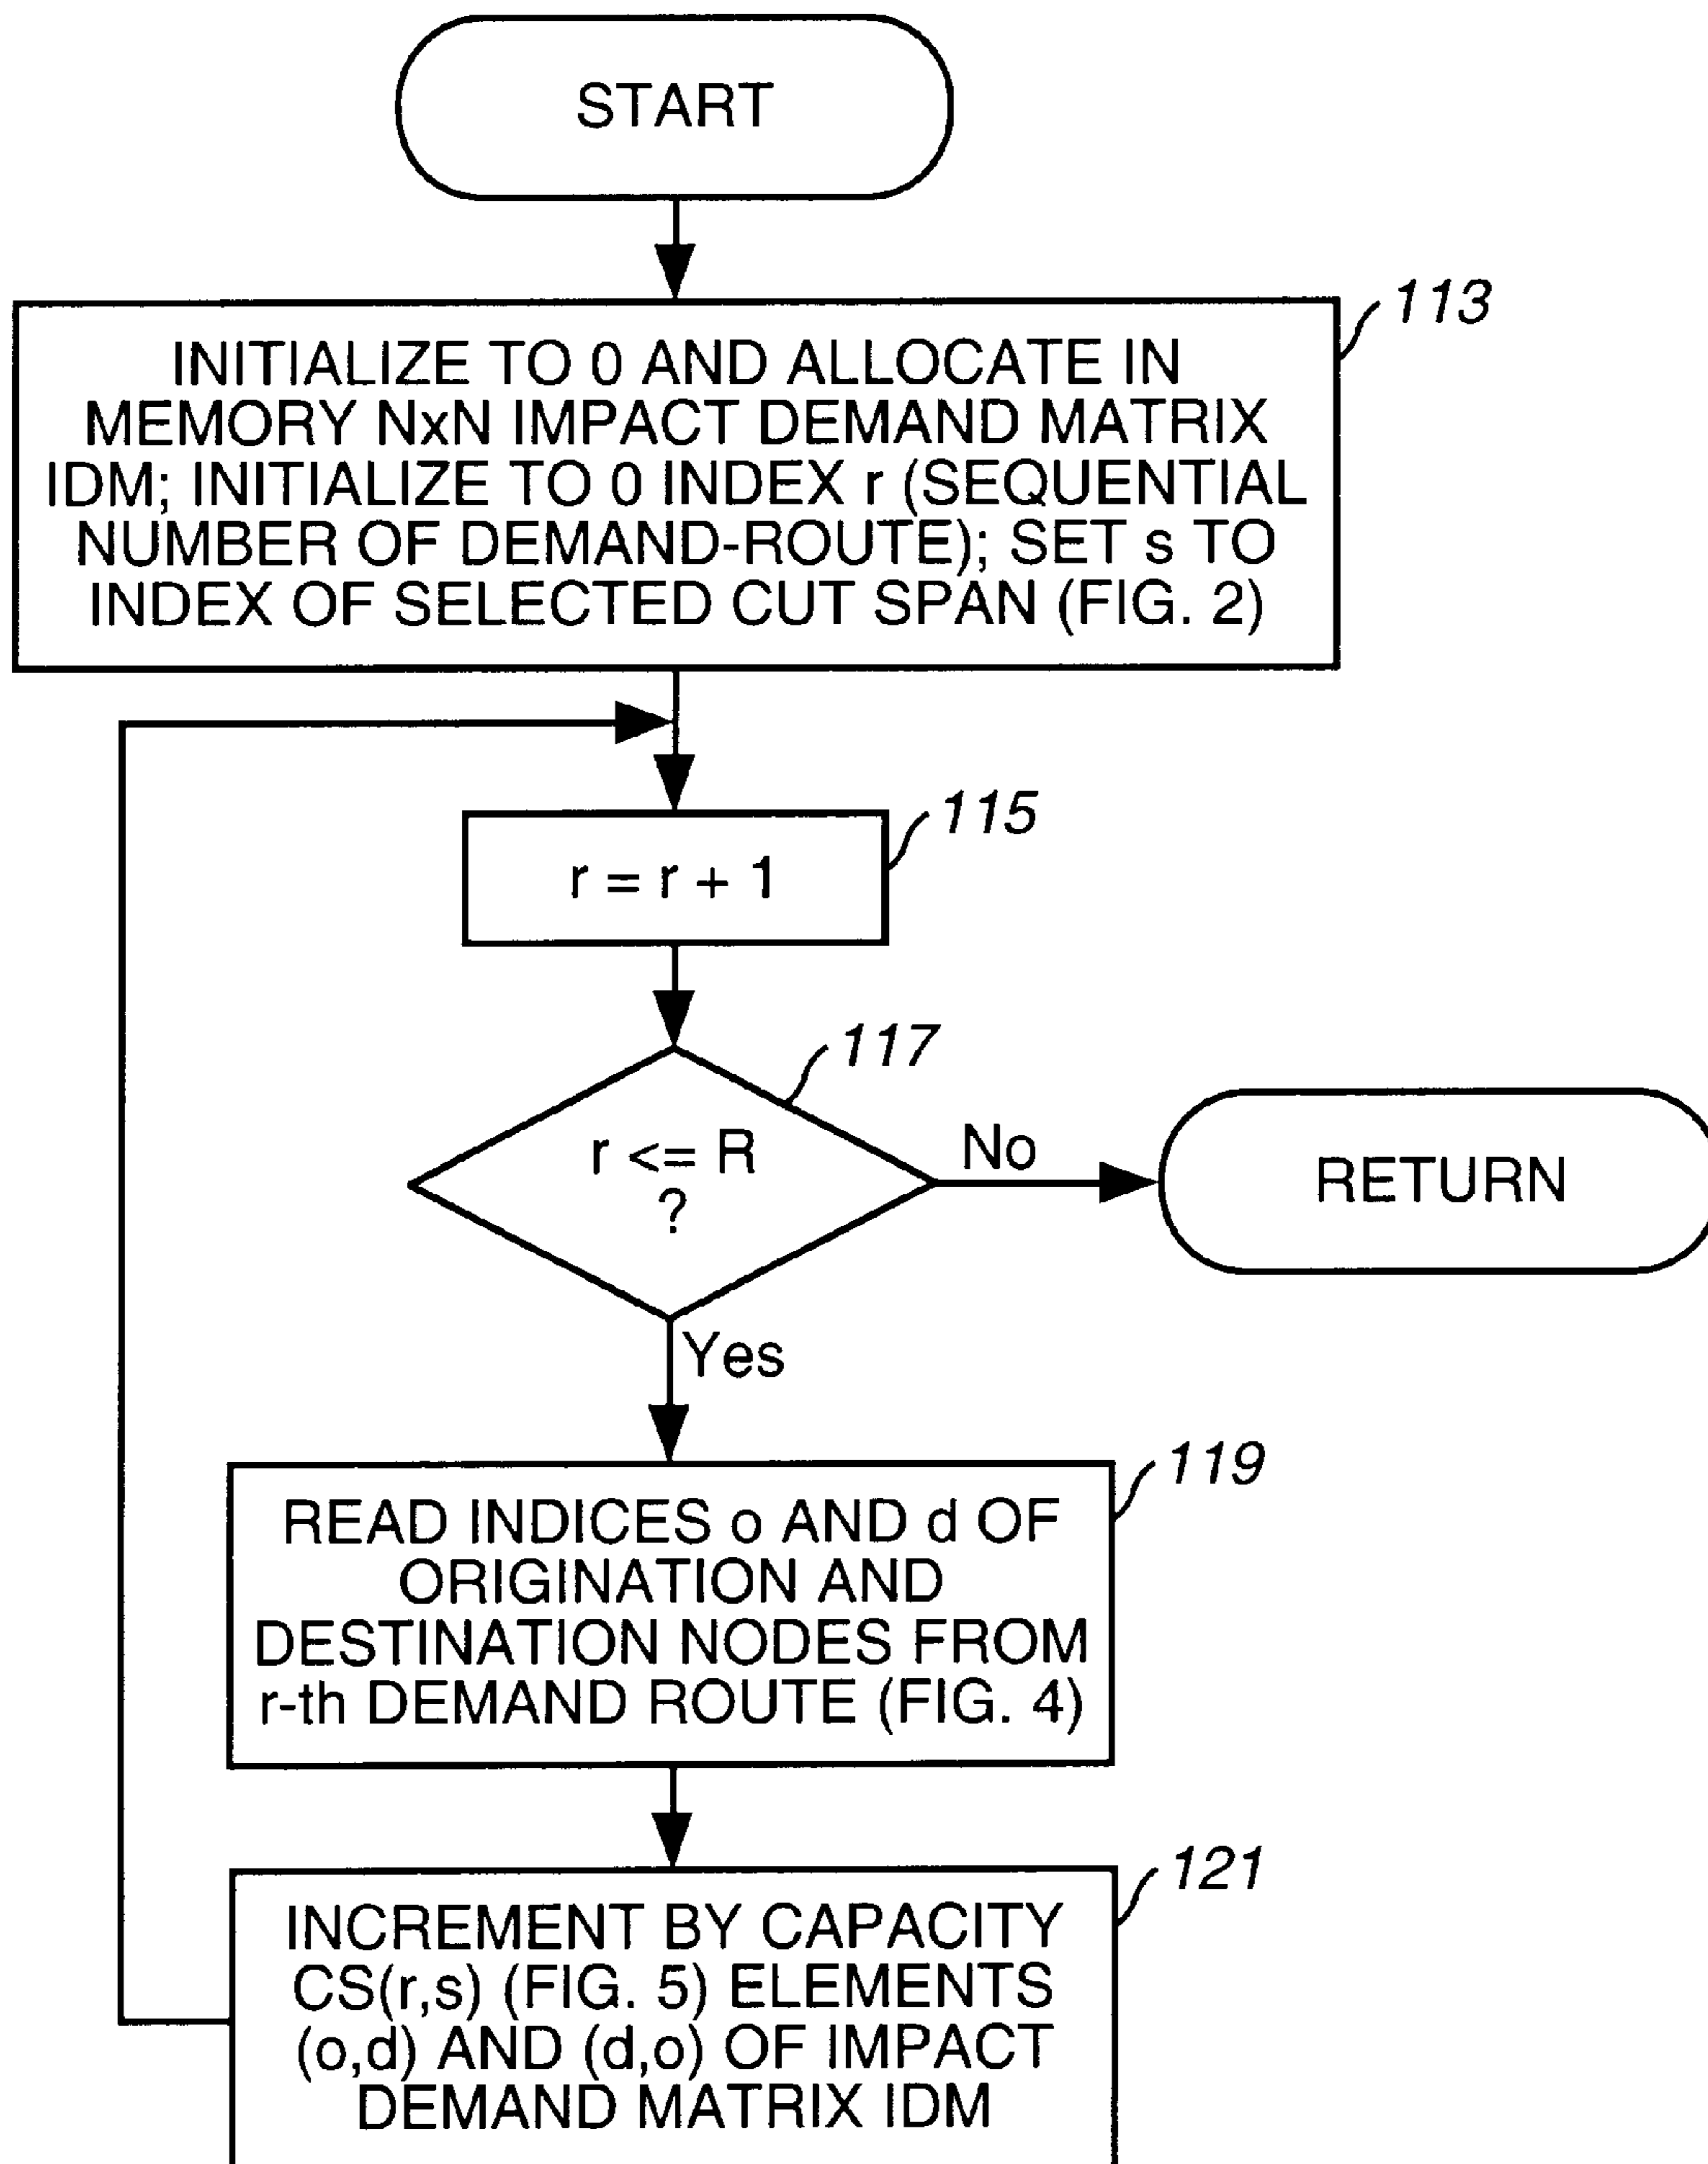 START
113
INITIALIZE TO 0 AND ALLOCATE IN
MEMORY NxN IMPACT DEMAND MATRIX
IDM; INITIALIZE TO 0 INDEX r (SEQUENTIAL
NUMBER OF DEMAND-ROUTE); SET s TO
INDEX OF SELECTED CUT SPAN (FIG. 2)
115
r = r + 1
117
r <= R
?
No
RETURN
Yes
119
READ INDICES o AND d OF
ORIGINATION AND
DESTINATION NODES FROM
r-th DEMAND ROUTE (FIG. 4)
121
INCREMENT BY CAPACITY
CS(r,s) (FIG. 5) ELEMENTS
(o,d) AND (d,o) OF IMPACT
DEMAND MATRIX IDM